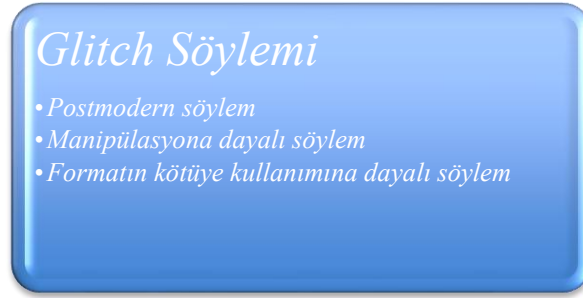 Glitch Söylemi
•Postmodern söylem
•Manipülasyona dayalı söylem
•Formatın kötüye kullanımına dayalı söylem